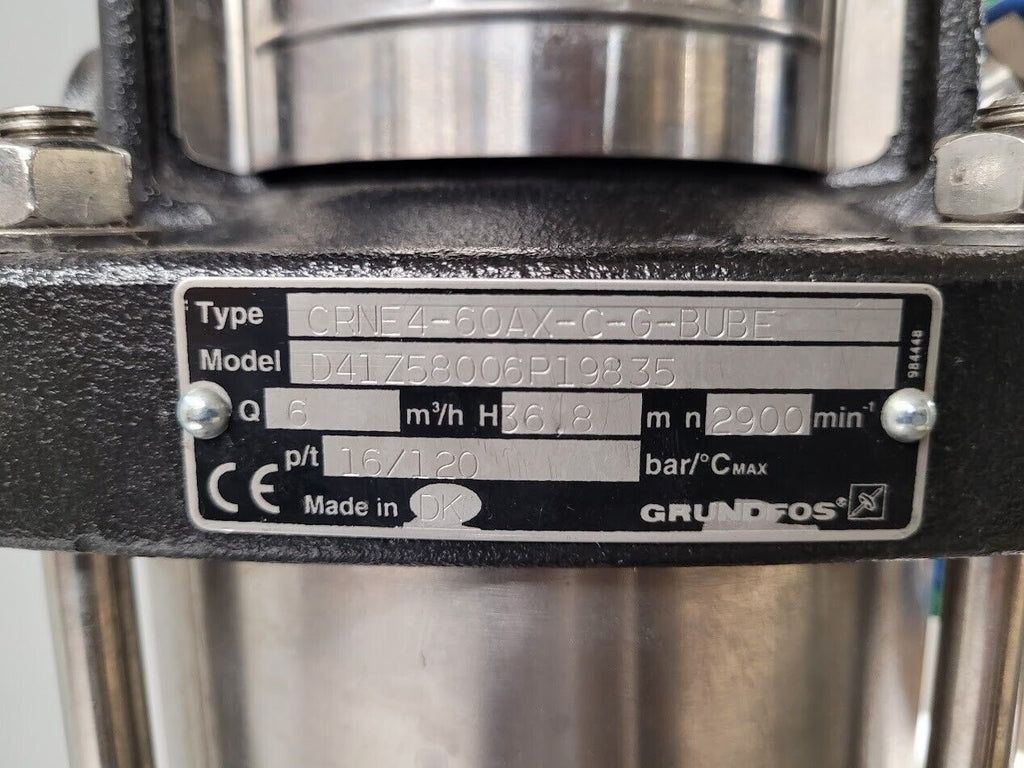 Type CRNE4-60AX-C-G-BUBE
Model D41Z58006P19835
Q 6 m³/h H 36.8 m n 2900 min⁻¹
p/t 16/120 bar/°C MAX
CE Made in DK GRUNDFOS®
984448